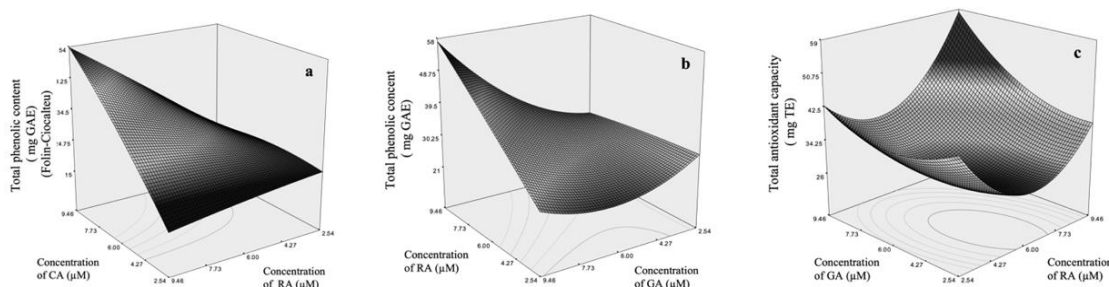 a
Total phenolic content
( mg GAE)
(Folin-Ciocalteu)
54
34.5
24.75
15
9.46
7.73
6.00
4.27
2.54
9.46
7.73
6.00
4.27
2.54
Concentration
of CA (µM)
Concentration
of RA (µM)
b
Total phenolic concent
( mg GAE)
58
48.75
39.5
30.25
21
9.46
7.73
6.00
4.27
2.54
9.46
7.73
6.00
4.27
2.54
Concentration
of RA (µM)
Concentration
of GA (µM)
c
Total antioxidant capacity
( mg TE)
59
50.75
42.5
34.25
26
9.46
7.73
6.00
4.27
2.54
2.54
4.27
6.00
7.73
9.46
Concentration
of GA (µM)
Concentration
of RA (µM)